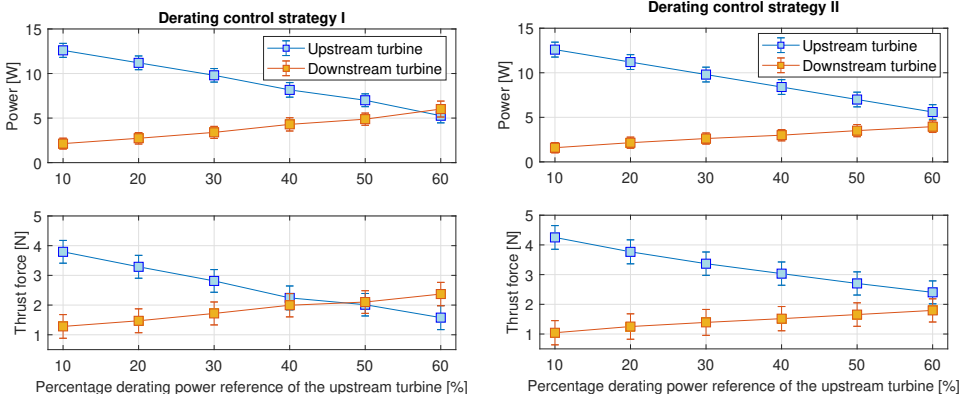 Derating control strategy I
15
10
5
0
Power [W]
Upstream turbine
Downstream turbine
10 20 30 40 50 60
5
4
3
2
1
Thrust force [N]
10 20 30 40 50 60
Percentage derating power reference of the upstream turbine [%]
Derating control strategy II
15
10
5
0
Power [W]
Upstream turbine
Downstream turbine
10 20 30 40 50 60
5
4
3
2
1
Thrust force [N]
10 20 30 40 50 60
Percentage derating power reference of the upstream turbine [%]